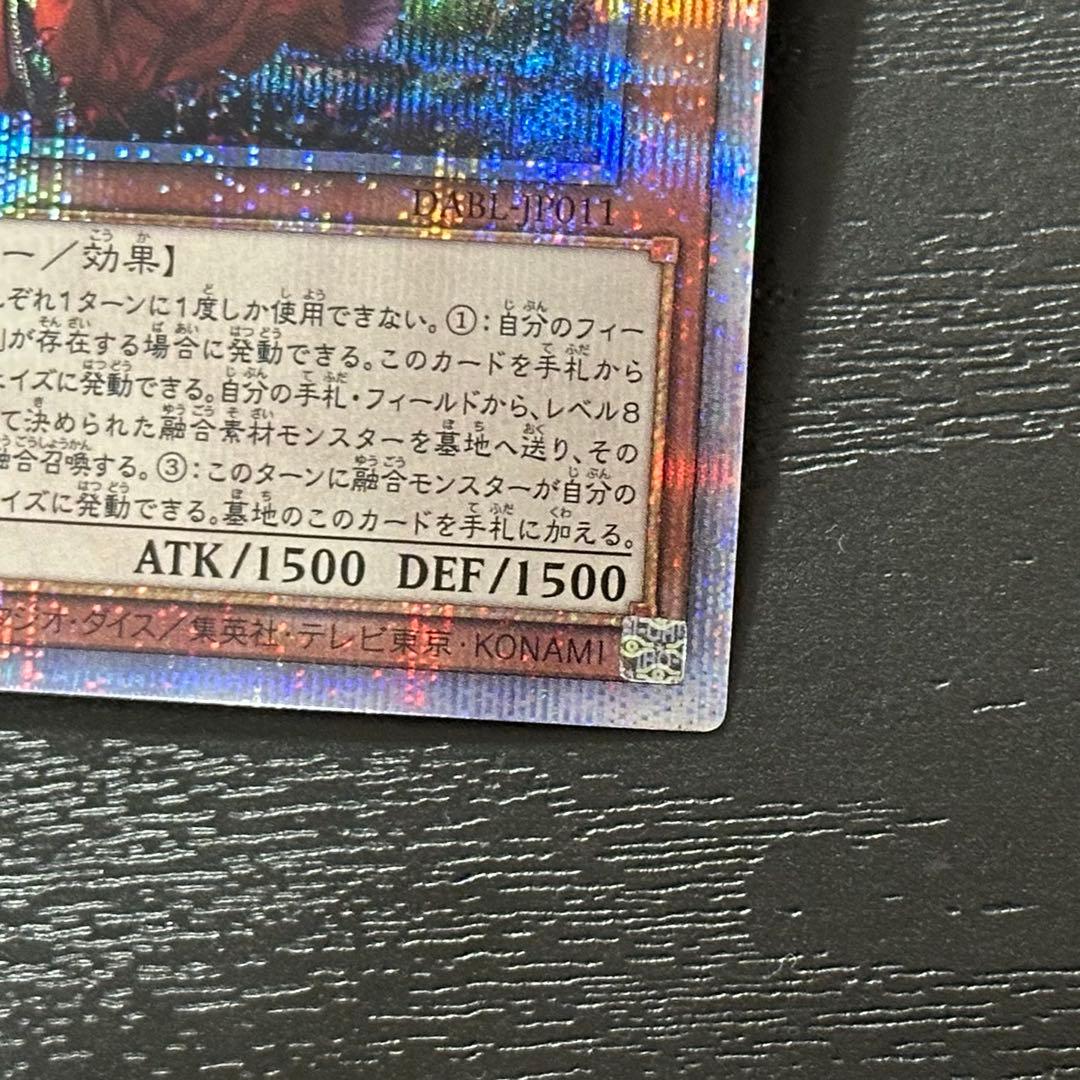 DABL-JP011
ー／効果】
ぞれ1ターンに1度しか使用できない。①：自分のフィー
が存在する場合に発動できる。このカードを手札から
ェイズに発動できる。自分の手札・フィールドから、レベル8
て決められた融合素材モンスターを墓地へ送り、その
融合召喚する。③：このターンに融合モンスターが自分の
イズに発動できる。墓地のこのカードを手札に加える。
ATK/1500 DEF/1500
タジオ・ダイス／集英社・テレビ東京・KONAMI